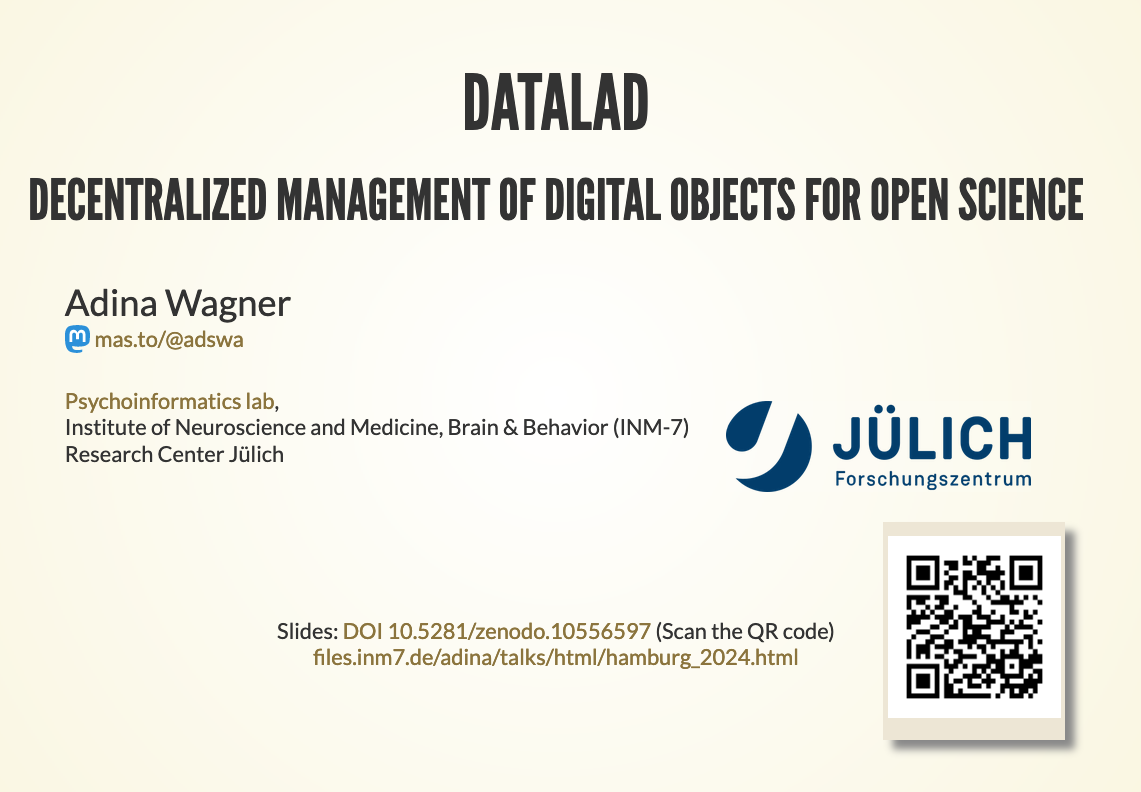 DATALAD
DECENTRALIZED MANAGEMENT OF DIGITAL OBJECTS FOR OPEN SCIENCE
Adina Wagner
mas.to/@adswa
Psychoinformatics lab,
Institute of Neuroscience and Medicine, Brain & Behavior (INM-7)
Research Center Jülich
JÜLICH
Forschungszentrum
Slides: DOI 10.5281/zenodo.10556597 (Scan the QR code)
files.inm7.de/adina/talks/html/hamburg_2024.html